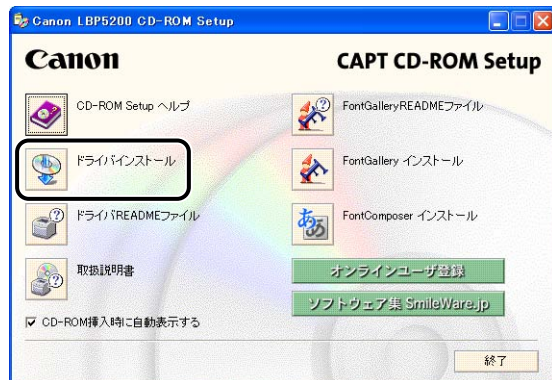 Canon LBP5200 CD-ROM Setup
Canon
CAPT CD-ROM Setup
CD-ROM Setup ヘルプ
ドライバインストール
ドライバREADMEファイル
取扱説明書
CD-ROM挿入時に自動表示する
FontGalleryREADMEファイル
FontGallery インストール
FontComposer インストール
オンラインユーザ登録
ソフトウェア集 SmileWare.jp
終了